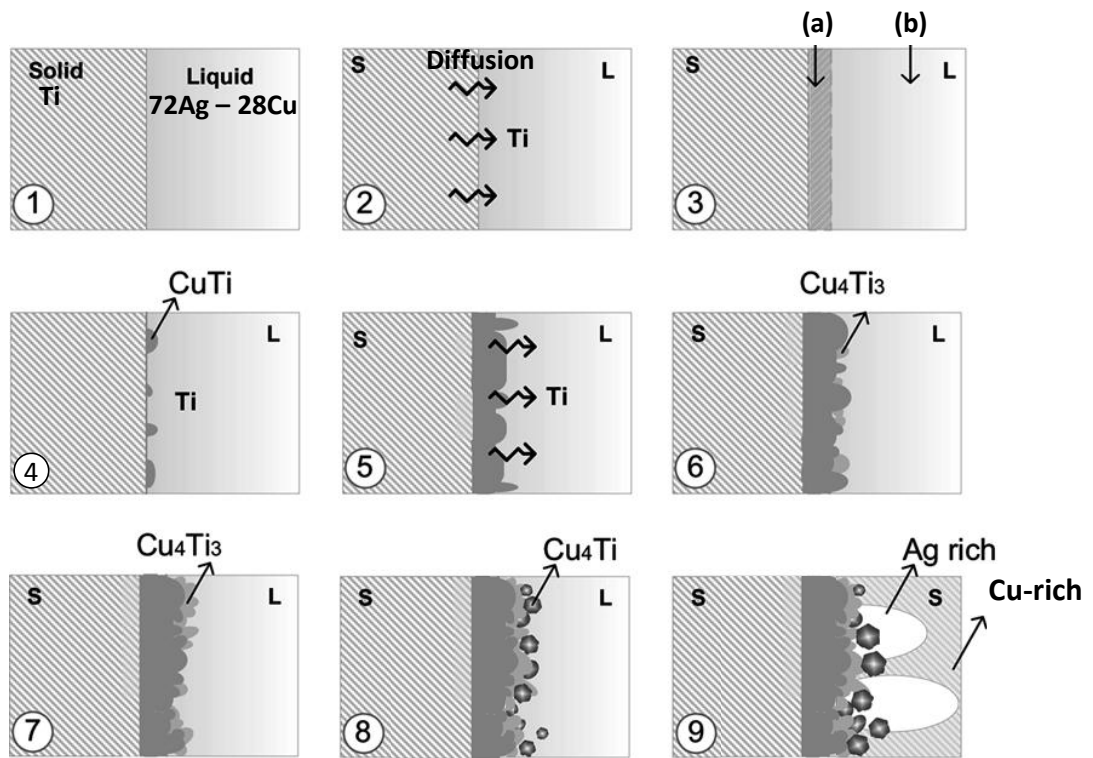 (a) (b)
Solid
Ti
Liquid
72Ag – 28Cu
1
S Diffusion L
Ti
2
S L
3
CuTi
L
Ti
4
S L
Ti
5
Cu₄Ti₃
S L
6
Cu₄Ti₃
S L
7
Cu₄Ti
S L
8
Ag rich
Cu-rich
S S
9